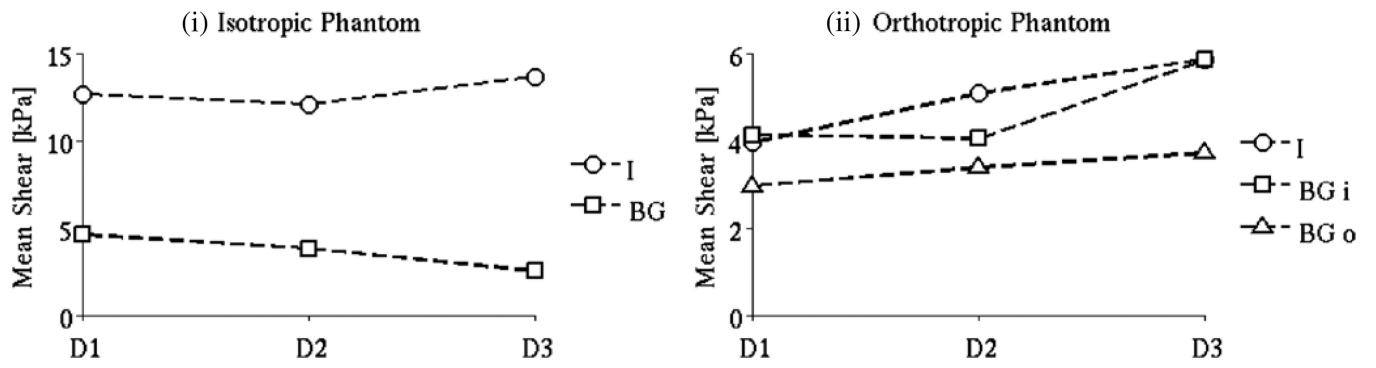 (i) Isotropic Phantom
15
10
5
0
Mean Shear [kPa]
D1 D2 D3
I
BG
(ii) Orthotropic Phantom
6
4
2
0
Mean Shear [kPa]
D1 D2 D3
I
BG i
BG o